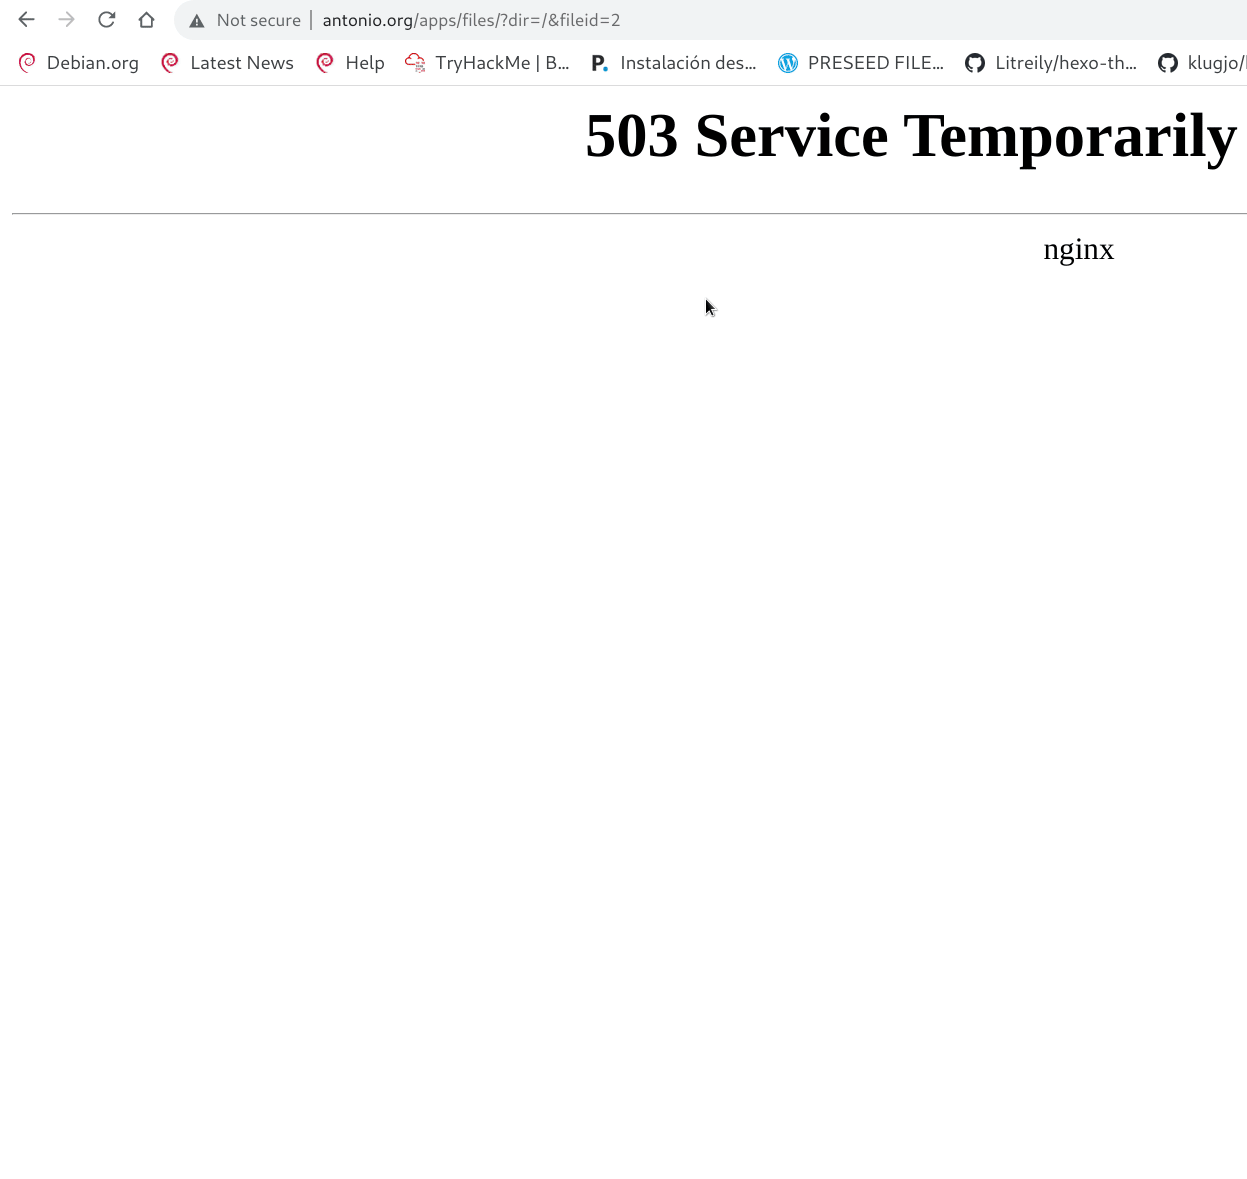 Not secure | antonio.org/apps/files/?dir=/&fileid=2
Debian.org Latest News Help TryHackMe | B... P. Instalación des... PRESEED FILE... Litreily/hexo-th... klugjo/
503 Service Temporarily
nginx